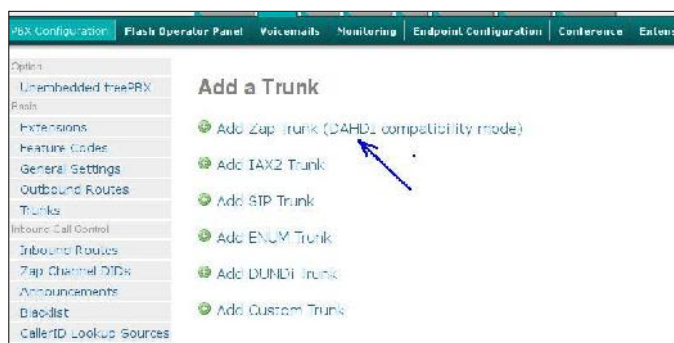 PBX Configuration Flash Operator Panel Voicemails Monitoring Endpoint Configuration Conference Extens
Option
Unembedded freePBX
Basic
Extensions
Feature Codes
General Settings
Outbound Routes
Trunks
Inbound Call Control
Inbound Routes
Zap Channel DIDs
Announcements
Blacklist
CallerID Lookup Sources
Add a Trunk
Add Zap Trunk (DAHDI compatibility mode)
Add IAX2 Trunk
Add SIP Trunk
Add ENUM Trunk
Add DUNDi Trunk
Add Custom Trunk